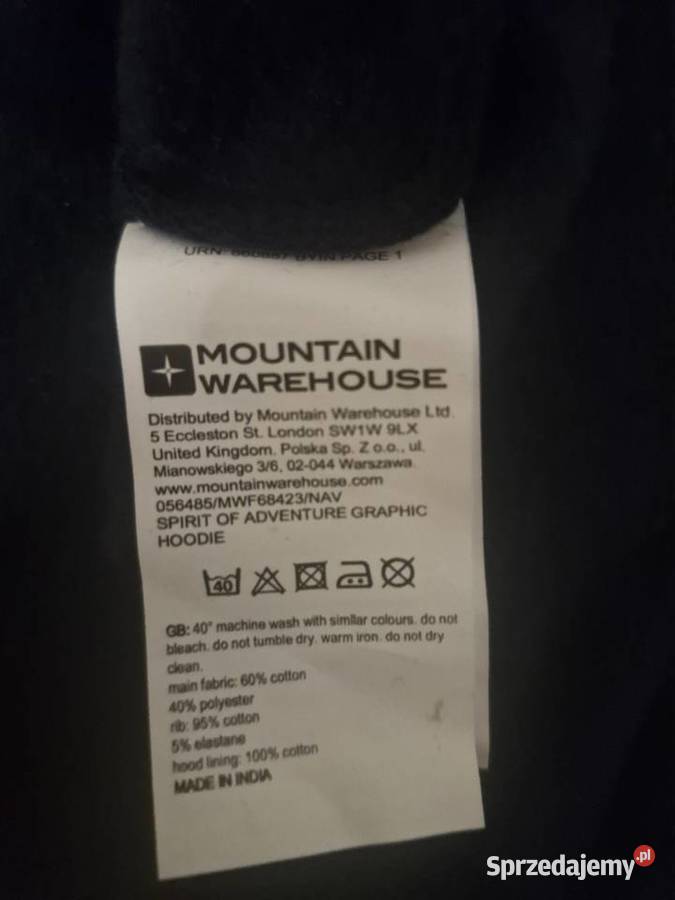 URN: PAGE 1
MOUNTAIN
WAREHOUSE
Distributed by Mountain Warehouse Ltd.
5 Eccleston St. London SW1W 9LX
United Kingdom. Polska Sp. Z o.o., ul.
Mianowskiego 3/6, 02-044 Warszawa.
www.mountainwarehouse.com
056485/MWF68423/NAV
SPIRIT OF ADVENTURE GRAPHIC
HOODIE
40
GB: 40° machine wash with similar colours. do not
bleach. do not tumble dry. warm iron. do not dry
clean.
main fabric: 60% cotton
40% polyester
rib: 95% cotton
5% elastane
hood lining: 100% cotton
MADE IN INDIA
Sprzedajemy.pl